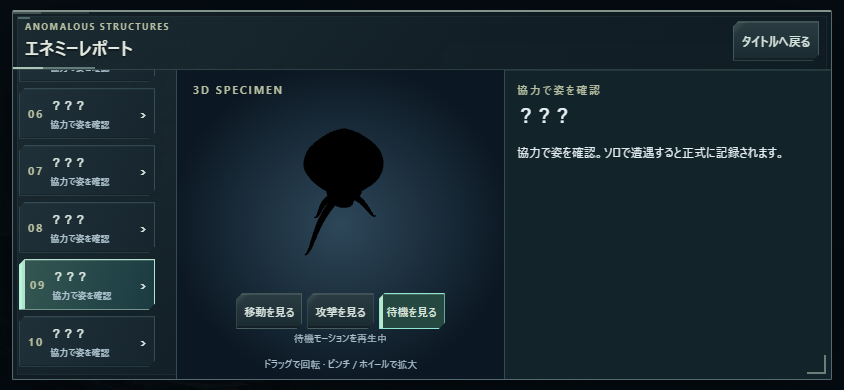 ANOMALOUS STRUCTURES
エネミーレポート
タイトルへ戻る
協力で姿を確認
06 ？？？ ›
協力で姿を確認
07 ？？？ ›
協力で姿を確認
08 ？？？ ›
協力で姿を確認
09 ？？？ ›
協力で姿を確認
10 ？？？ ›
協力で姿を確認
3D SPECIMEN
移動を見る 攻撃を見る 待機を見る
待機モーションを再生中
ドラッグで回転・ピンチ / ホイールで拡大
協力で姿を確認
？？？
協力で姿を確認。ソロで遭遇すると正式に記録されます。